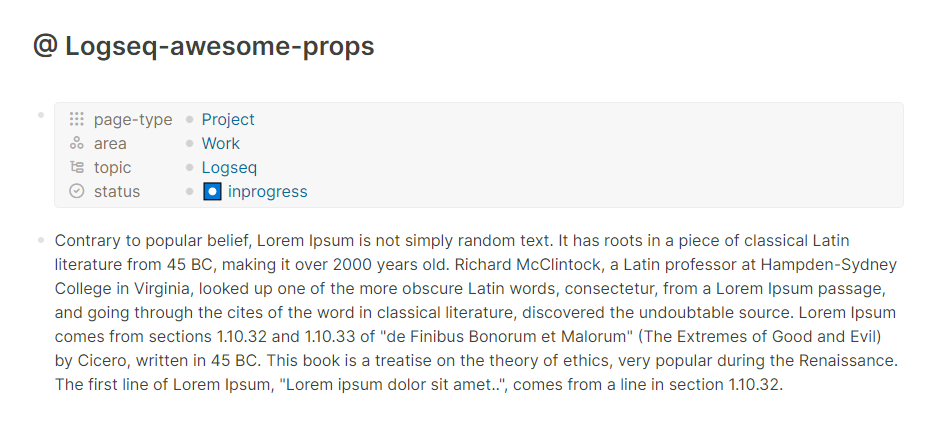 @ Logseq-awesome-props
page-type Project
area Work
topic Logseq
status inprogress
Contrary to popular belief, Lorem Ipsum is not simply random text. It has roots in a piece of classical Latin
literature from 45 BC, making it over 2000 years old. Richard McClintock, a Latin professor at Hampden-Sydney
College in Virginia, looked up one of the more obscure Latin words, consectetur, from a Lorem Ipsum passage,
and going through the cites of the word in classical literature, discovered the undoubtable source. Lorem Ipsum
comes from sections 1.10.32 and 1.10.33 of "de Finibus Bonorum et Malorum" (The Extremes of Good and Evil)
by Cicero, written in 45 BC. This book is a treatise on the theory of ethics, very popular during the Renaissance.
The first line of Lorem Ipsum, "Lorem ipsum dolor sit amet..", comes from a line in section 1.10.32.